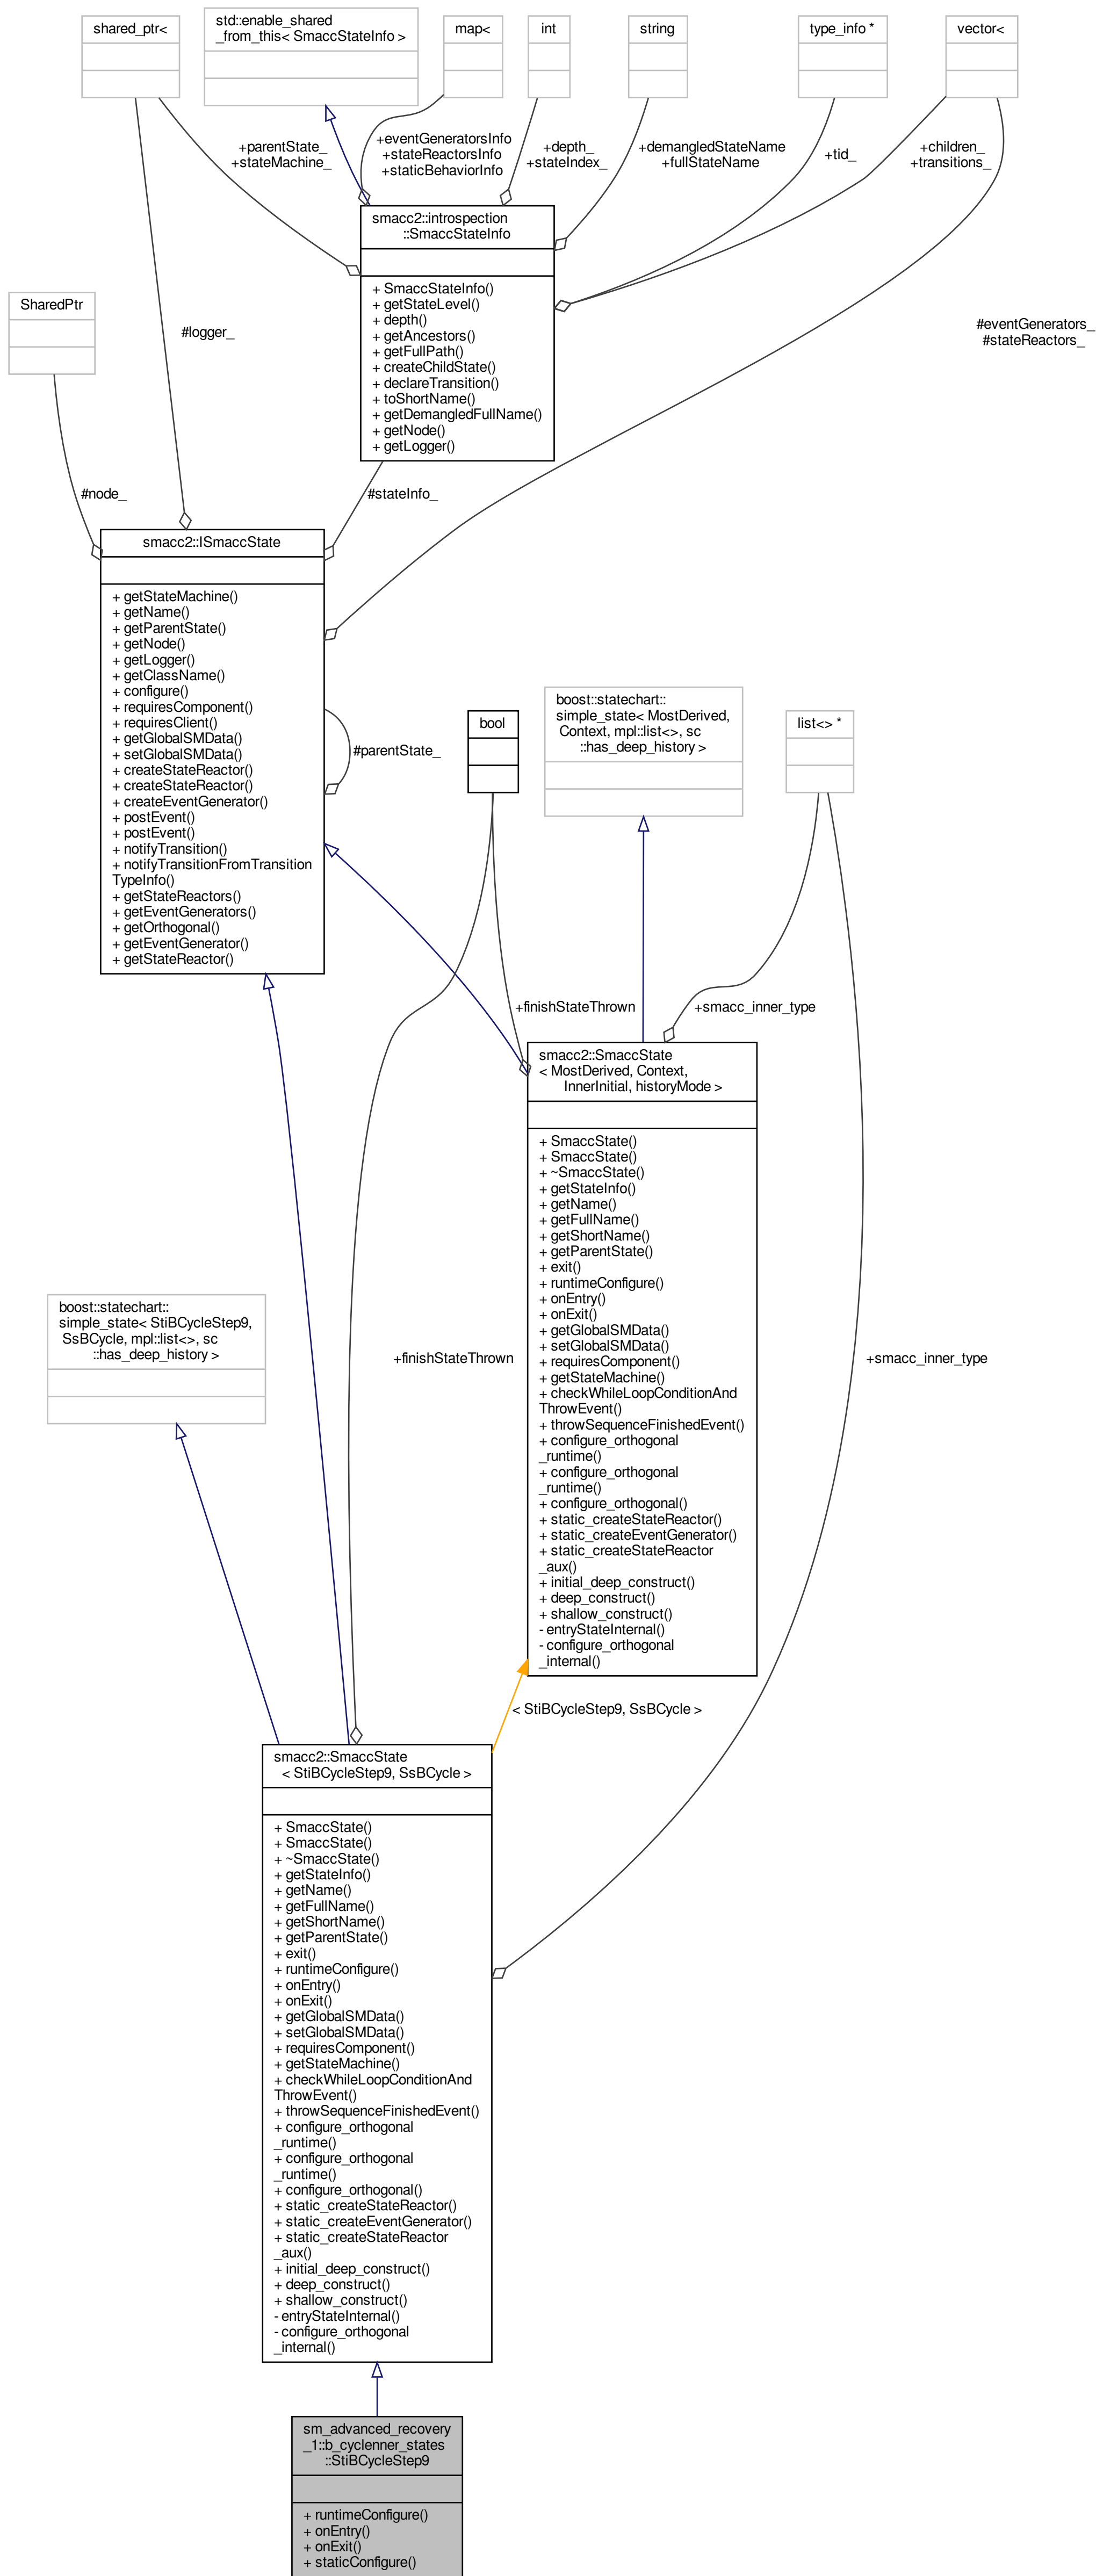 shared_ptr<
std::enable_shared
_from_this< SmaccStateInfo >
map<
int
string
type_info *
vector<
+parentState_
+stateMachine_
+eventGeneratorsInfo
+stateReactorsInfo
+staticBehaviorInfo
+depth_
+stateIndex_
+demangledStateName
+fullStateName
+tid_
+children_
+transitions_
smacc2::introspection
::SmaccStateInfo
+ SmaccStateInfo()
+ getStateLevel()
+ depth()
+ getAncestors()
+ getFullPath()
+ createChildState()
+ declareTransition()
+ toShortName()
+ getDemangledFullName()
+ getNode()
+ getLogger()
SharedPtr
#logger_
#eventGenerators_
#stateReactors_
#node_
#stateInfo_
smacc2::ISmaccState
+ getStateMachine()
+ getName()
+ getParentState()
+ getNode()
+ getLogger()
+ getClassName()
+ configure()
+ requiresComponent()
+ requiresClient()
+ getGlobalSMData()
+ setGlobalSMData()
+ createStateReactor()
+ createStateReactor()
+ createEventGenerator()
+ postEvent()
+ postEvent()
+ notifyTransition()
+ notifyTransitionFromTransition
TypeInfo()
+ getStateReactors()
+ getEventGenerators()
+ getOrthogonal()
+ getEventGenerator()
+ getStateReactor()
#parentState_
bool
boost::statechart::
simple_state< MostDerived,
Context, mpl::list<>, sc
::has_deep_history >
list<> *
+finishStateThrown
+smacc_inner_type
smacc2::SmaccState
< MostDerived, Context,
InnerInitial, historyMode >
+ SmaccState()
+ SmaccState()
+ ~SmaccState()
+ getStateInfo()
+ getName()
+ getFullName()
+ getShortName()
+ getParentState()
+ exit()
+ runtimeConfigure()
+ onEntry()
+ onExit()
+ getGlobalSMData()
+ setGlobalSMData()
+ requiresComponent()
+ getStateMachine()
+ checkWhileLoopConditionAnd
ThrowEvent()
+ throwSequenceFinishedEvent()
+ configure_orthogonal
_runtime()
+ configure_orthogonal
_runtime()
+ configure_orthogonal()
+ static_createStateReactor()
+ static_createEventGenerator()
+ static_createStateReactor
_aux()
+ initial_deep_construct()
+ deep_construct()
+ shallow_construct()
- entryStateInternal()
- configure_orthogonal
_internal()
boost::statechart::
simple_state< StiBCycleStep9,
SsBCycle, mpl::list<>, sc
::has_deep_history >
+finishStateThrown
+smacc_inner_type
< StiBCycleStep9, SsBCycle >
smacc2::SmaccState
< StiBCycleStep9, SsBCycle >
+ SmaccState()
+ SmaccState()
+ ~SmaccState()
+ getStateInfo()
+ getName()
+ getFullName()
+ getShortName()
+ getParentState()
+ exit()
+ runtimeConfigure()
+ onEntry()
+ onExit()
+ getGlobalSMData()
+ setGlobalSMData()
+ requiresComponent()
+ getStateMachine()
+ checkWhileLoopConditionAnd
ThrowEvent()
+ throwSequenceFinishedEvent()
+ configure_orthogonal
_runtime()
+ configure_orthogonal
_runtime()
+ configure_orthogonal()
+ static_createStateReactor()
+ static_createEventGenerator()
+ static_createStateReactor
_aux()
+ initial_deep_construct()
+ deep_construct()
+ shallow_construct()
- entryStateInternal()
- configure_orthogonal
_internal()
sm_advanced_recovery
_1::b_cyclenner_states
::StiBCycleStep9
+ runtimeConfigure()
+ onEntry()
+ onExit()
+ staticConfigure()